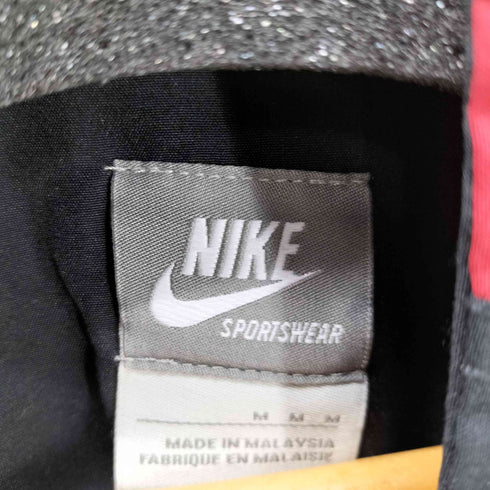 NIKE
SPORTSWEAR
M M M
MADE IN MALAYSIA
FABRIQUE EN MALAISIE